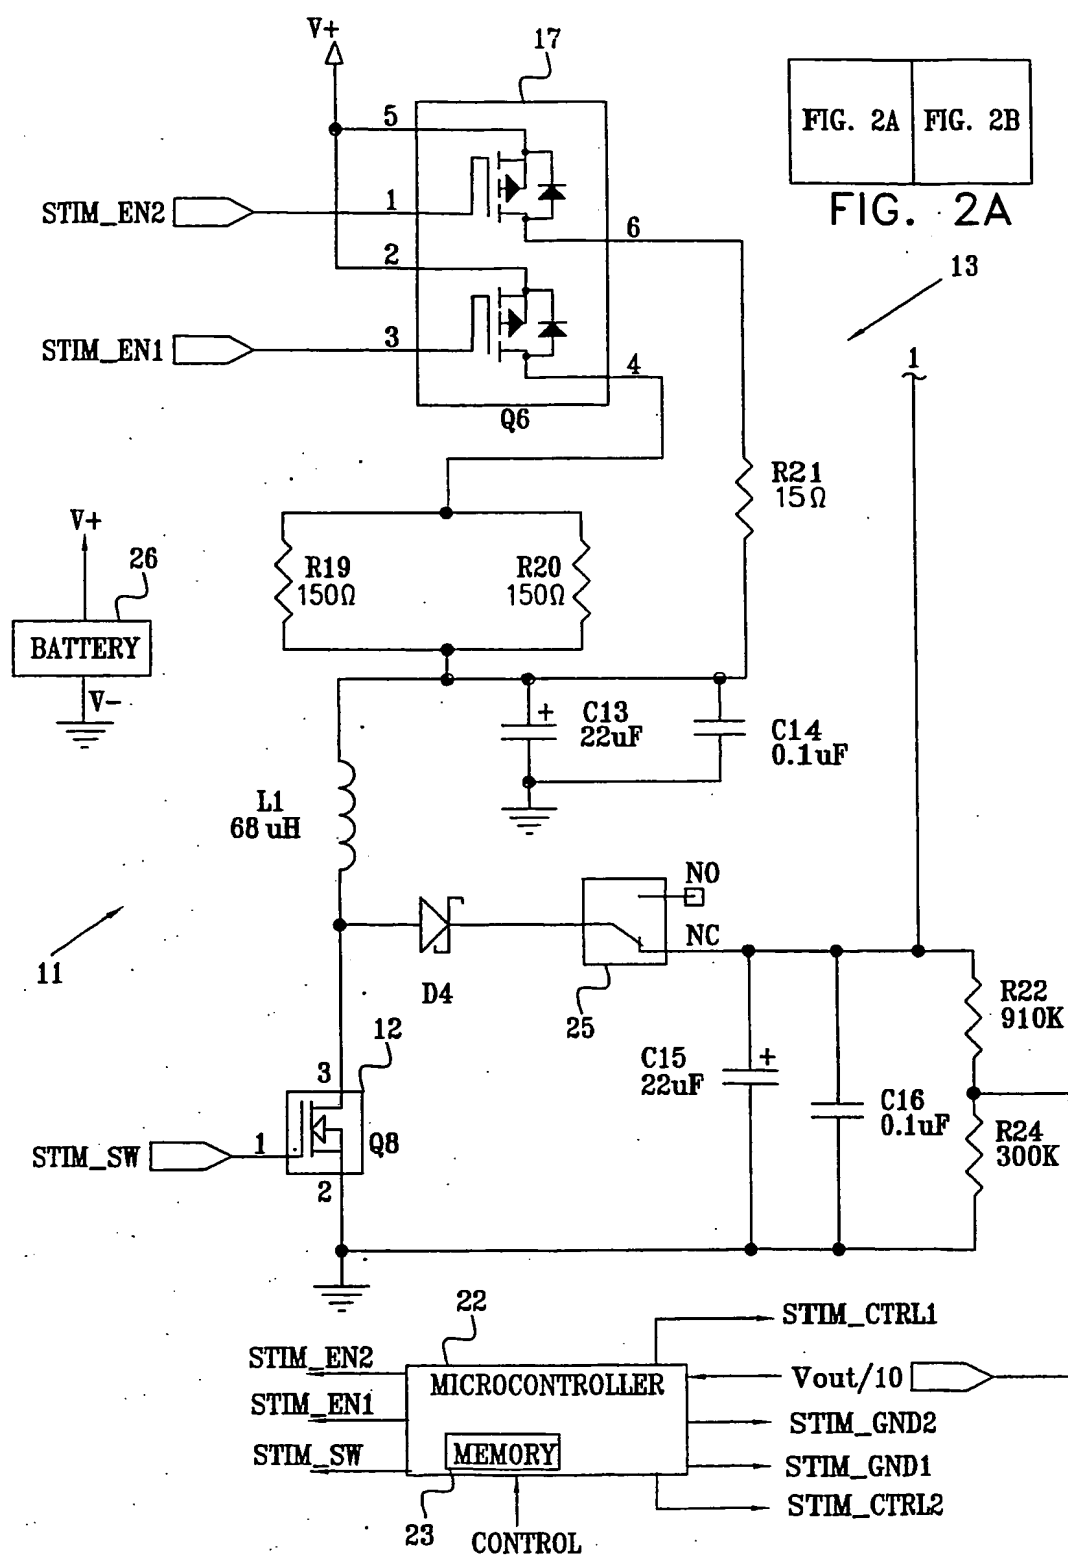 V+
17
5
FIG. 2A
FIG. 2B
FIG. 2A
STIM_EN2
1
6
2
13
STIM_EN1
3
4
1
Q6
R21
15Ω
V+
26
R19
150Ω
R20
150Ω
BATTERY
V-
+
C13
22uF
C14
0.1uF
L1
68 uH
NO
NC
11
D4
25
R22
910K
12
3
C15
22uF
+
C16
0.1uF
R24
300K
STIM_SW
1
Q8
2
22
STIM_CTRL1
STIM_EN2
MICROCONTROLLER
Vout/10
STIM_EN1
STIM_GND2
STIM_SW
MEMORY
STIM_GND1
23
STIM_CTRL2
CONTROL